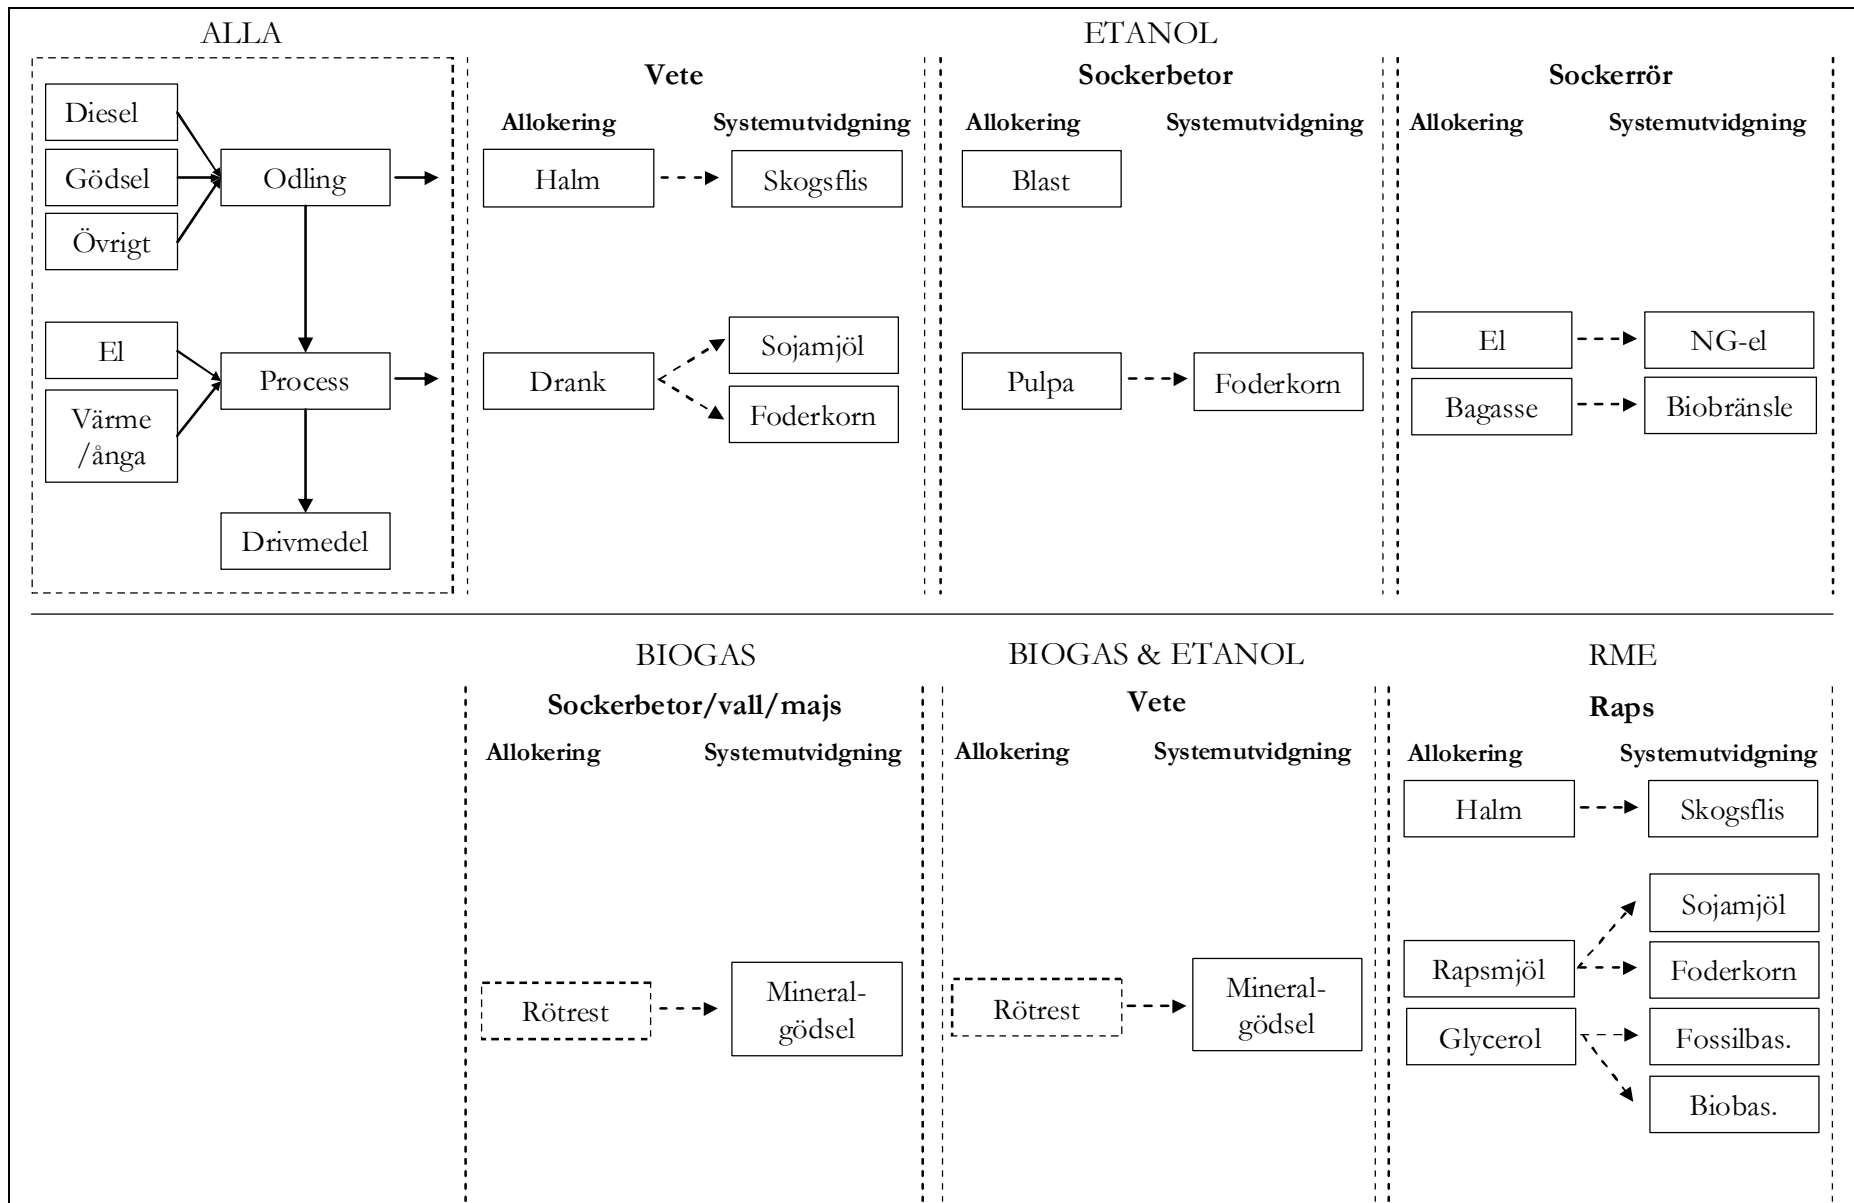 ALLA
Diesel
Gödsel
Övrigt
Odling
El
Värme
/ånga
Process
Drivmedel
ETANOL
Vete
Allokering
Systemutvidgning
Halm
Skogsflis
Drank
Sojamjöl
Foderkorn
Sockerbetor
Allokering
Systemutvidgning
Blast
Pulpa
Foderkorn
Sockerrör
Allokering
Systemutvidgning
El
NG-el
Bagasse
Biobränsle
BIOGAS
Sockerbetor/vall/majs
Allokering
Systemutvidgning
Rötrest
Mineral-
gödsel
BIOGAS & ETANOL
Vete
Allokering
Systemutvidgning
Rötrest
Mineral-
gödsel
RME
Raps
Allokering
Systemutvidgning
Halm
Skogsflis
Rapsmjöl
Sojamjöl
Foderkorn
Glycerol
Fossilbas.
Biobas.